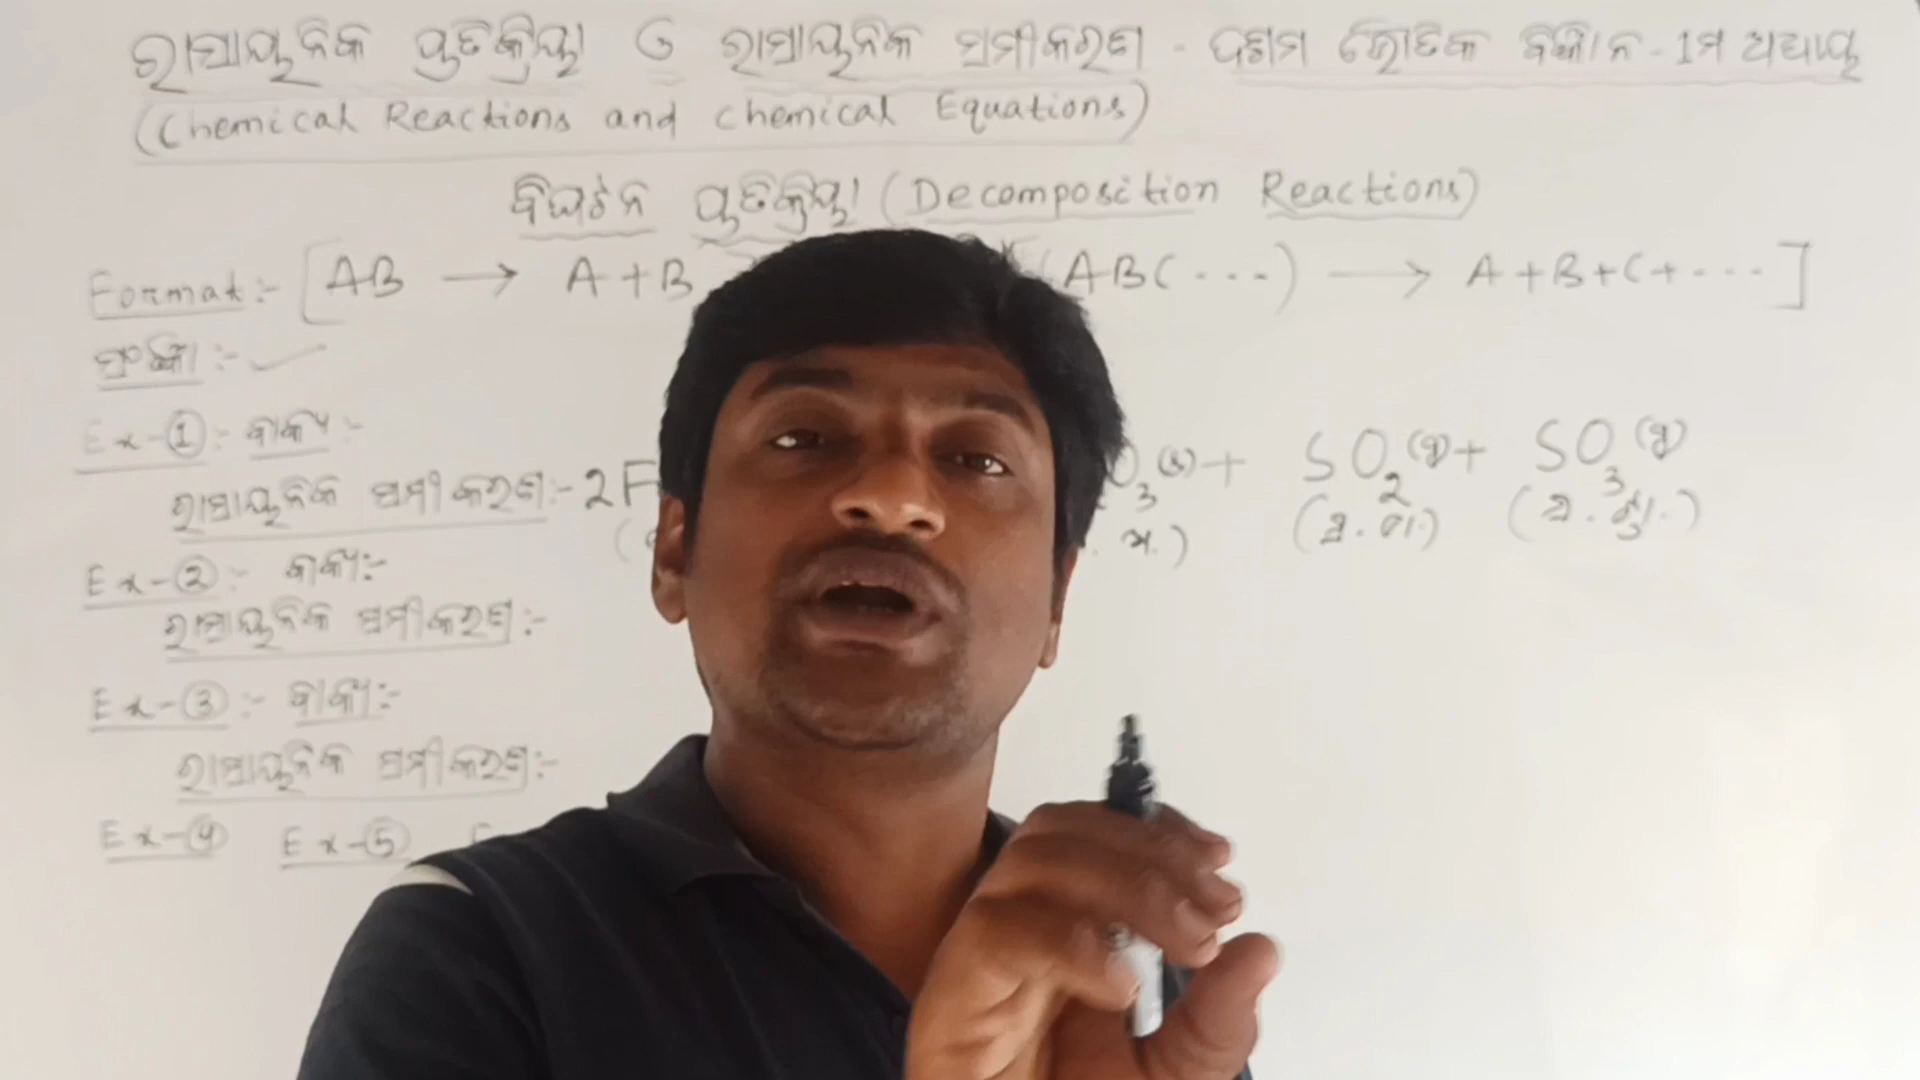 ରାସାୟନିକ ପ୍ରତିକ୍ରିୟା ଓ ରାସାୟନିକ ସମୀକରଣ - ଦଶମ ଭୌତିକ ବିଜ୍ଞାନ - 1ମ ଅଧ୍ୟାୟ
(Chemical Reactions and chemical Equations)
ବିଘଟନ ପ୍ରତିକ୍ରିୟା (Decomposition Reactions)
Format:- [AB → A+B (AB(...) → A+B+C+...]
ସଂଜ୍ଞା:-
Ex-①:- ବାକ୍ୟ:-
ରାସାୟନିକ ସମୀକରଣ:- 2F O₃(s) + SO₂(g) + SO₃(g)
Ex-②:- ବାକ୍ୟ:-
ରାସାୟନିକ ସମୀକରଣ:-
Ex-③:- ବାକ୍ୟ:-
ରାସାୟନିକ ସମୀକରଣ:-
Ex-④ Ex-⑤